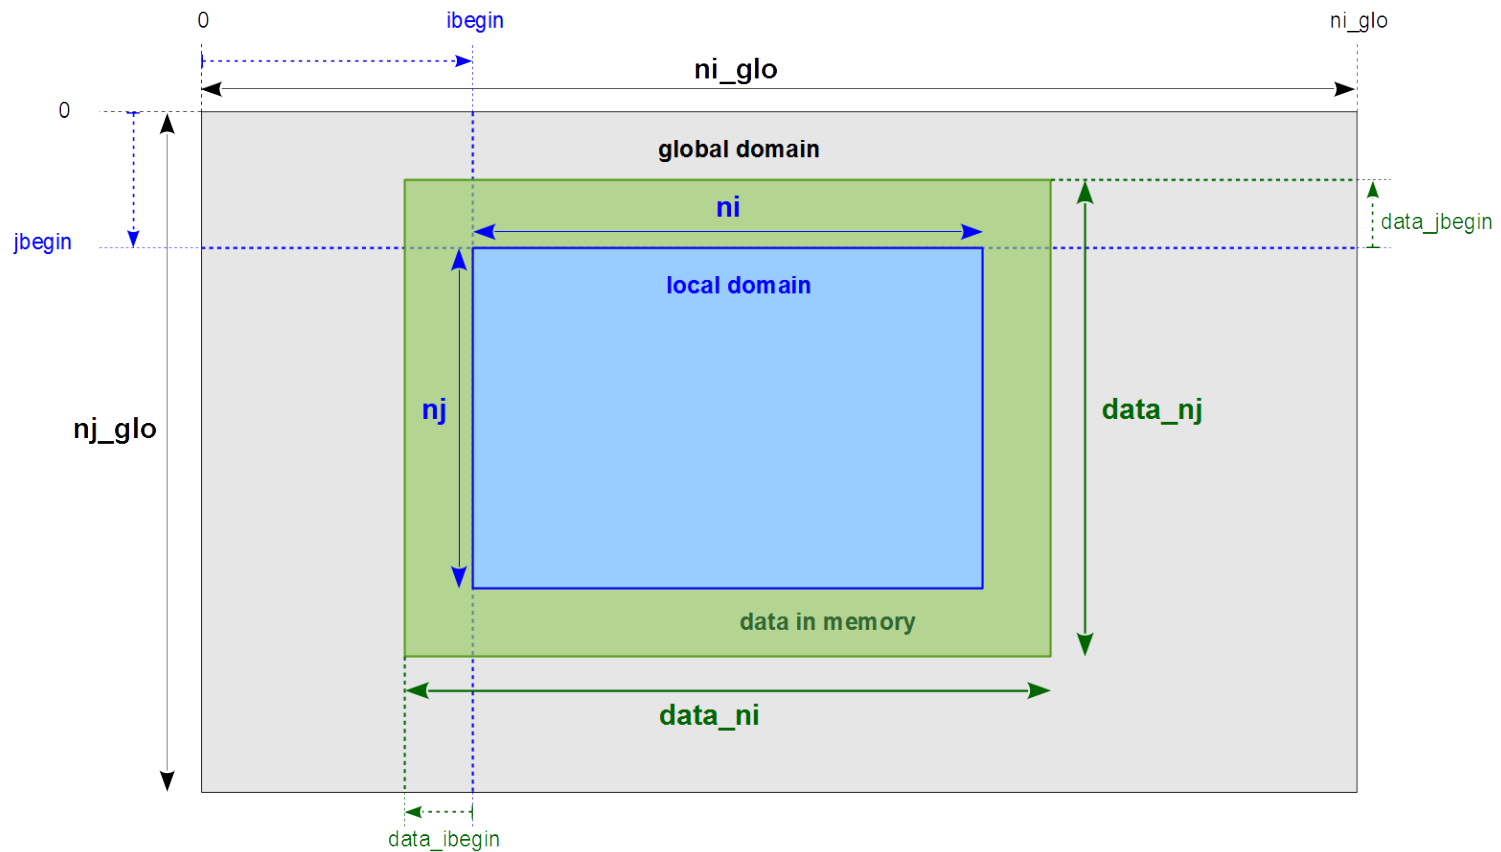 0
ibegin
ni_glo
ni_glo
0
global domain
ni
data_jbegin
jbegin
local domain
nj
data_nj
nj_glo
data in memory
data_ni
data_ibegin